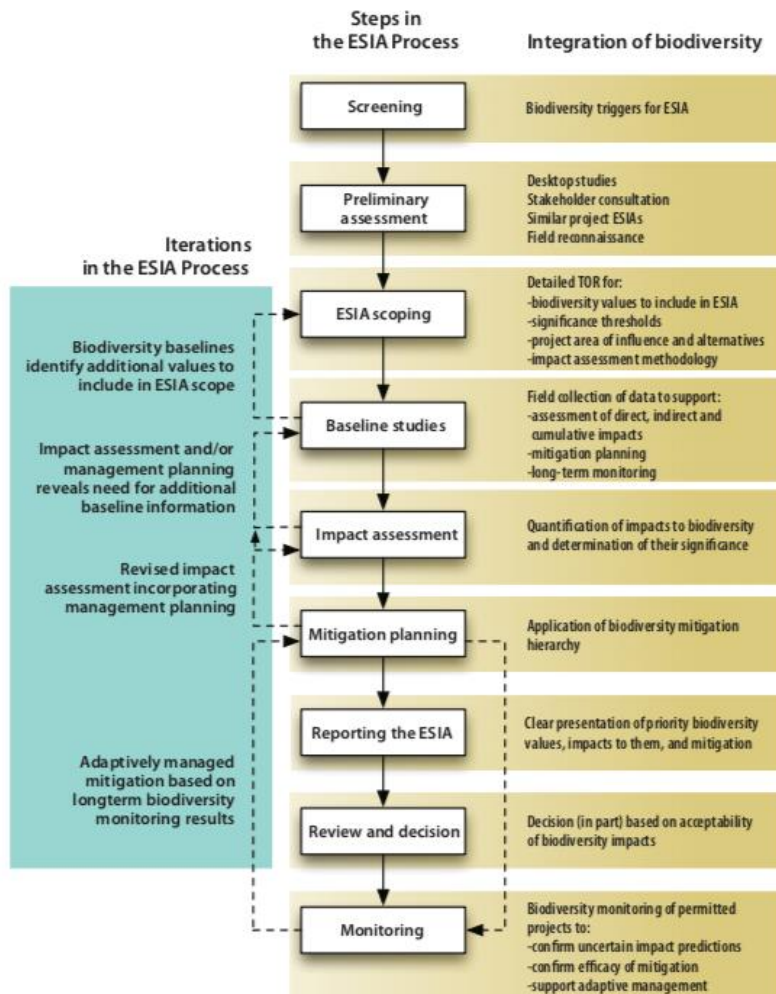 Steps in
the ESIA Process
Integration of biodiversity
Screening
Biodiversity triggers for ESIA
Preliminary
assessment
Desktop studies
Stakeholder consultation
Similar project ESIAs
Field reconnaissance
Iterations
in the ESIA Process
ESIA scoping
Detailed TOR for:
-biodiversity values to include in ESIA
-significance thresholds
-project area of influence and alternatives
-impact assessment methodology
Biodiversity baselines
identify additional values to
include in ESIA scope
Baseline studies
Field collection of data to support:
-assessment of direct, indirect and
cumulative impacts
-mitigation planning
-long-term monitoring
Impact assessment and/or
management planning
reveals need for additional
baseline information
Impact assessment
Quantification of impacts to biodiversity
and determination of their significance
Revised impact
assessment incorporating
management planning
Mitigation planning
Application of biodiversity mitigation
hierarchy
Reporting the ESIA
Clear presentation of priority biodiversity
values, impacts to them, and mitigation
Adaptively managed
mitigation based on
longterm biodiversity
monitoring results
Review and decision
Decision (in part) based on acceptability
of biodiversity impacts
Monitoring
Biodiversity monitoring of permitted
projects to:
-confirm uncertain impact predictions
-confirm efficacy of mitigation
-support adaptive management